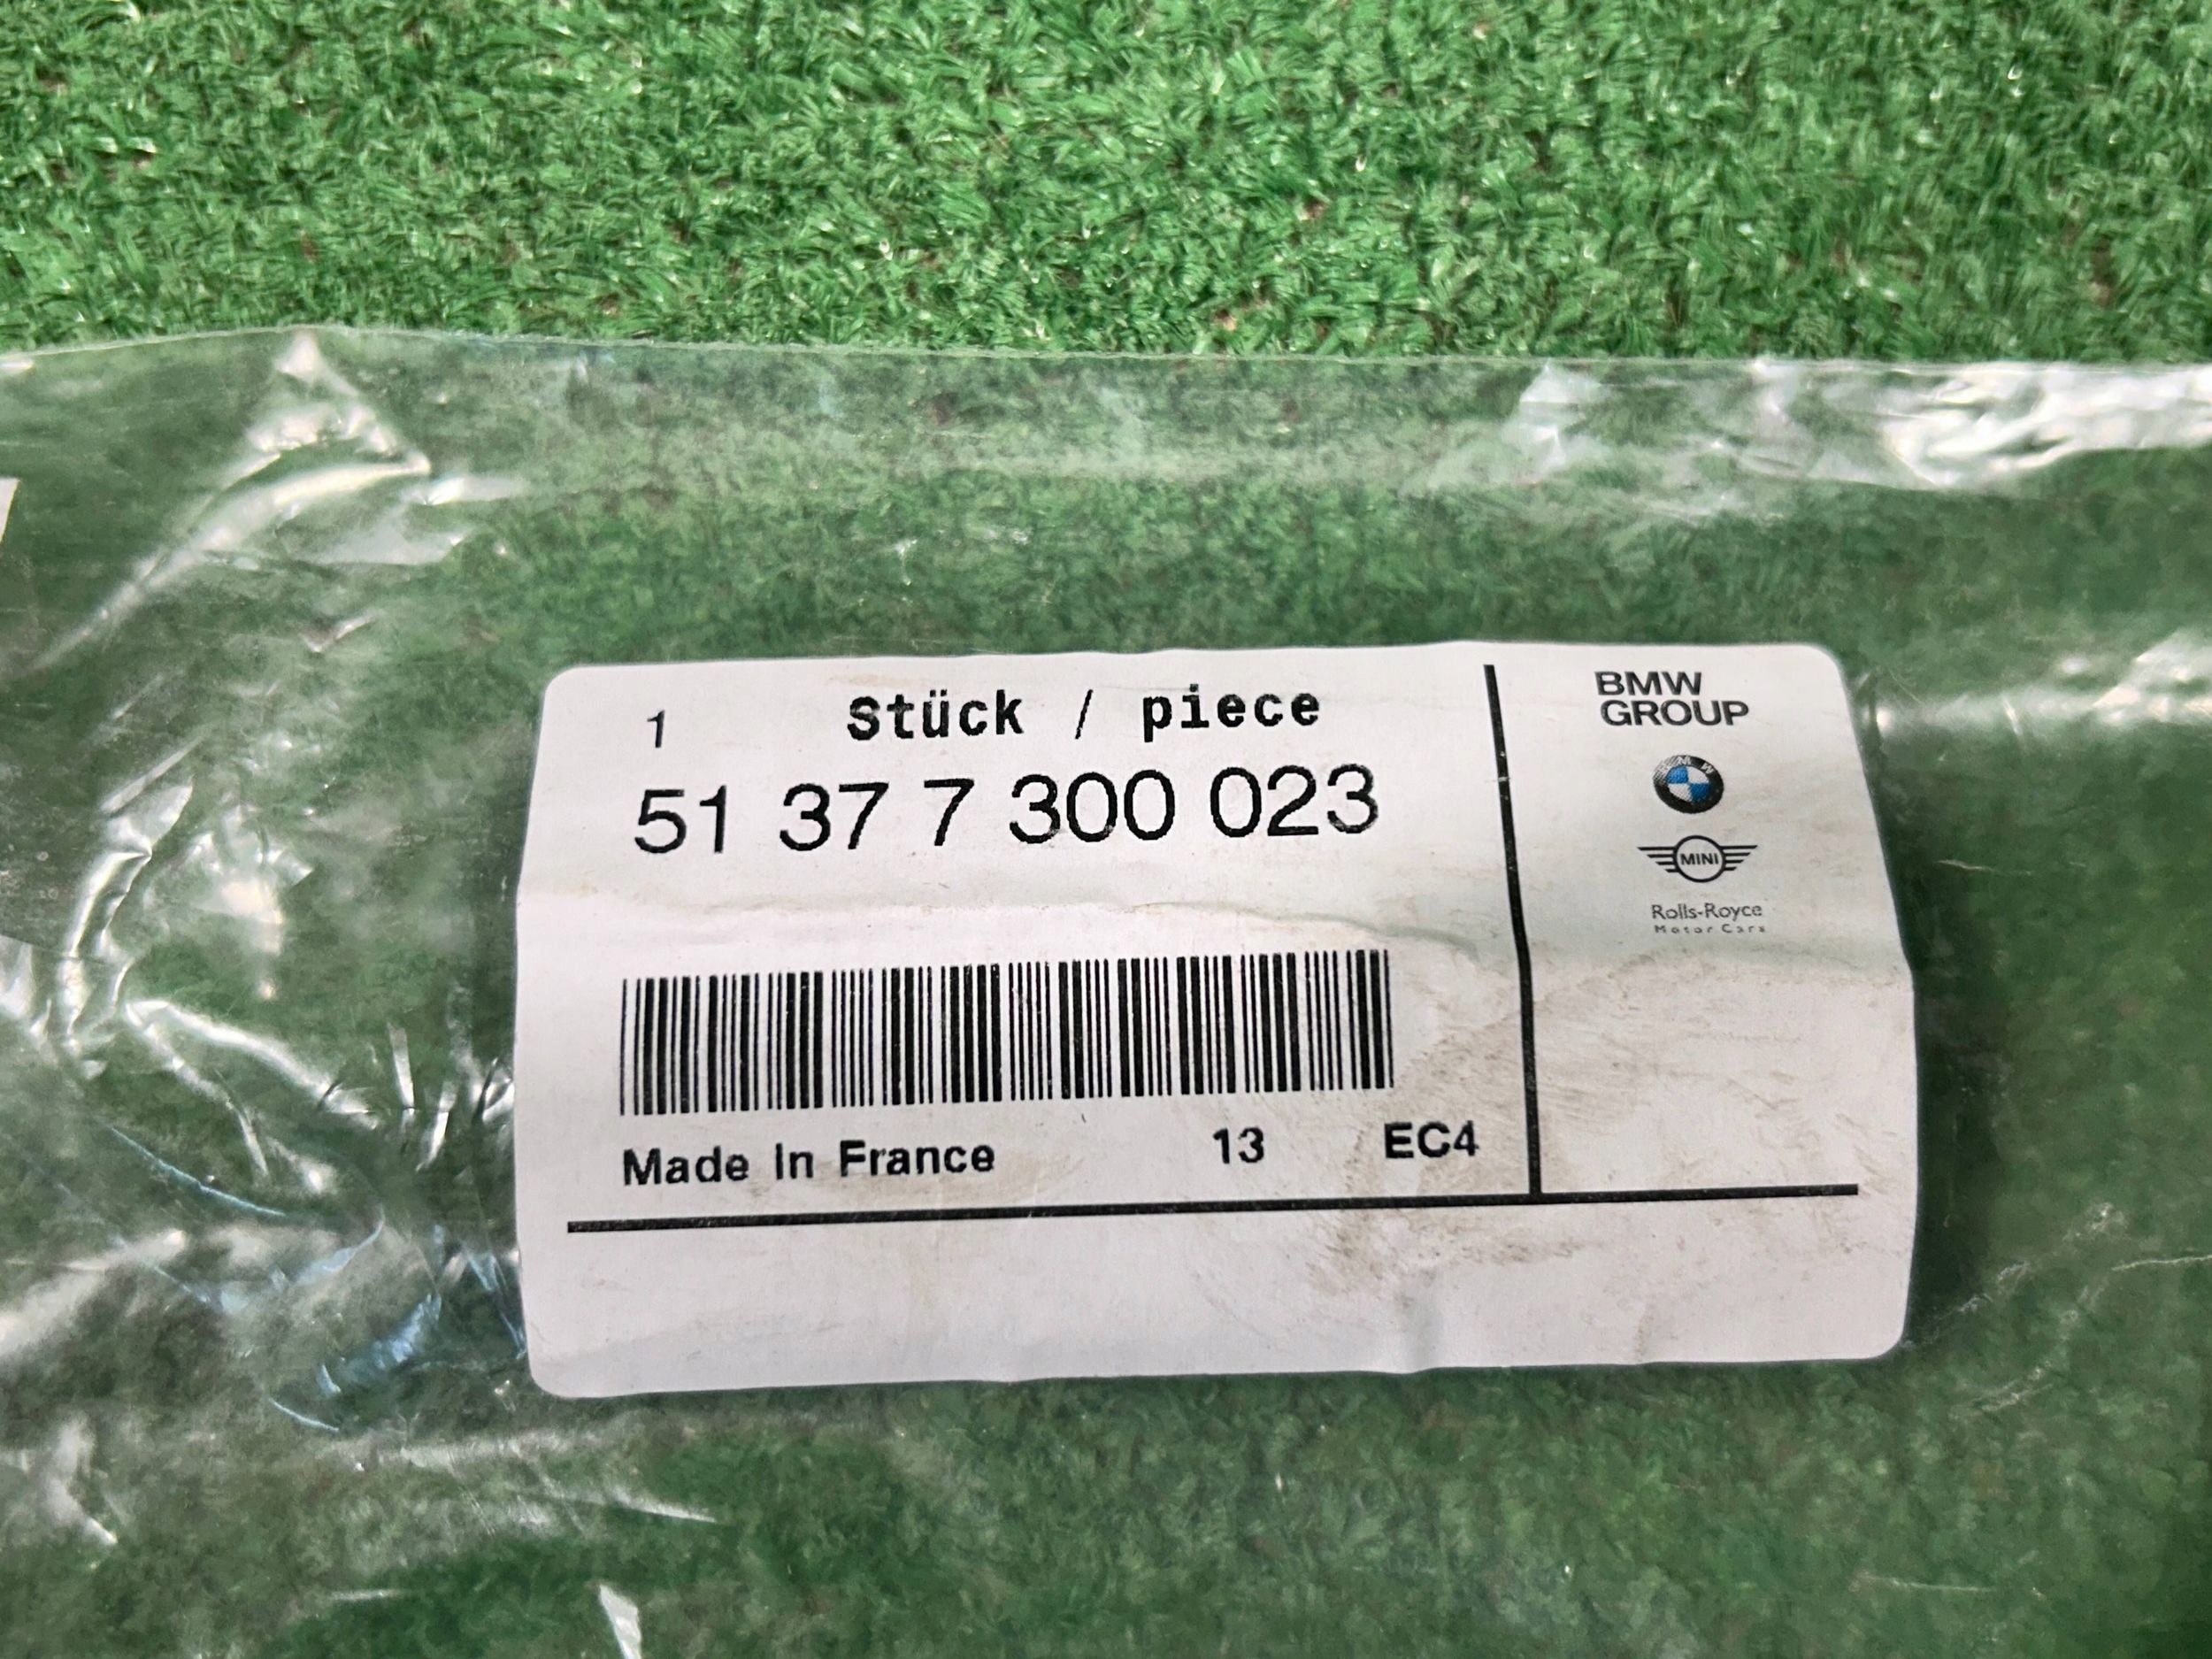 1 Stück / piece
51 37 7 300 023
Made In France 13 EC4
BMW
GROUP
BMW
MINI
Rolls-Royce
Motor Cars